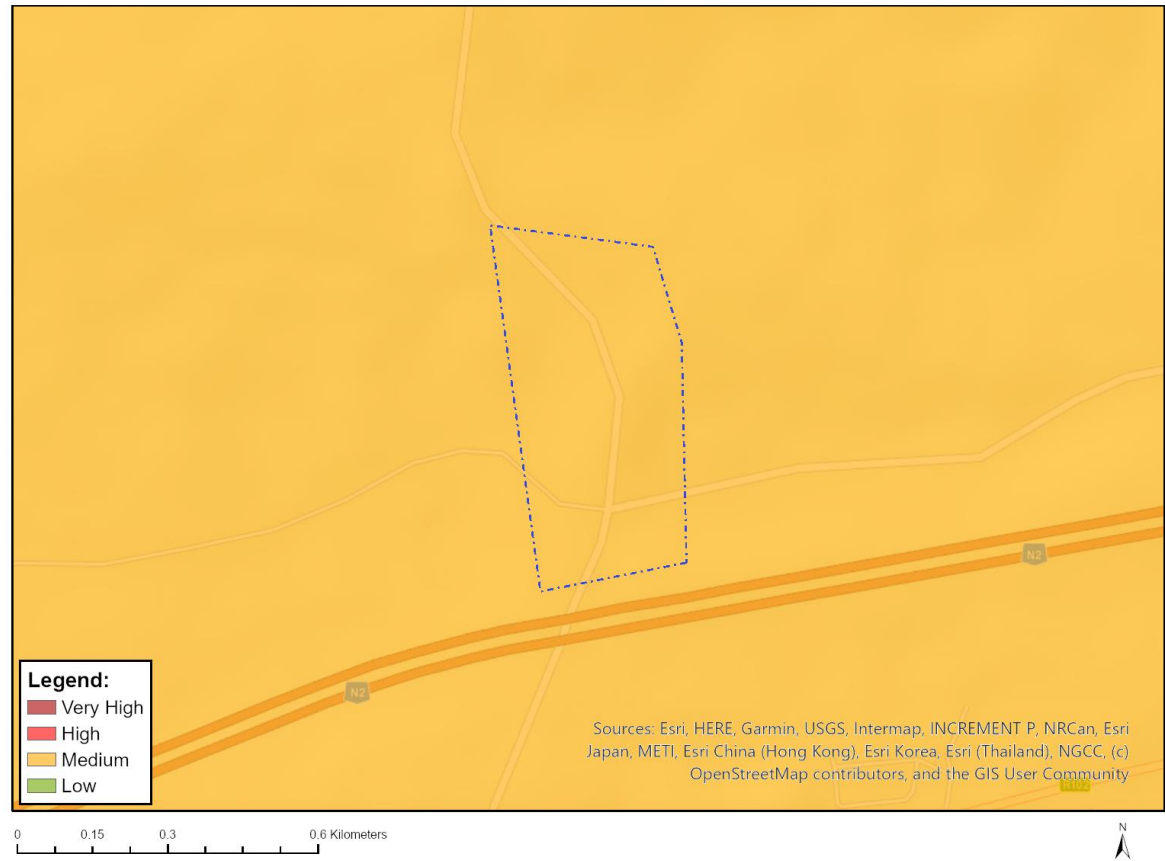 N2
N2
Legend:
Very High
High
Medium
Low
Sources: Esri, HERE, Garmin, USGS, Intermap, INCREMENT P, NRCan, Esri
Japan, METI, Esri China (Hong Kong), Esri Korea, Esri (Thailand), NGCC, (c)
OpenStreetMap contributors, and the GIS User Community
R102
0 0.15 0.3 0.6 Kilometers
N